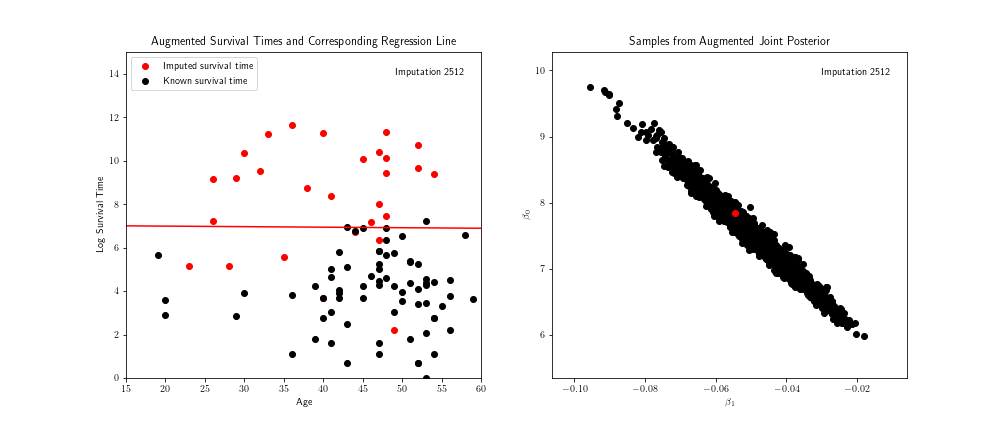 Augmented Survival Times and Corresponding Regression Line
Imputed survival time
Known survival time
Imputation 2512
Log Survival Time
14
12
10
8
6
4
2
0
15 20 25 30 35 40 45 50 55 60
Age
Samples from Augmented Joint Posterior
Imputation 2512
β₀
10
9
8
7
6
−0.10 −0.08 −0.06 −0.04 −0.02
β₁